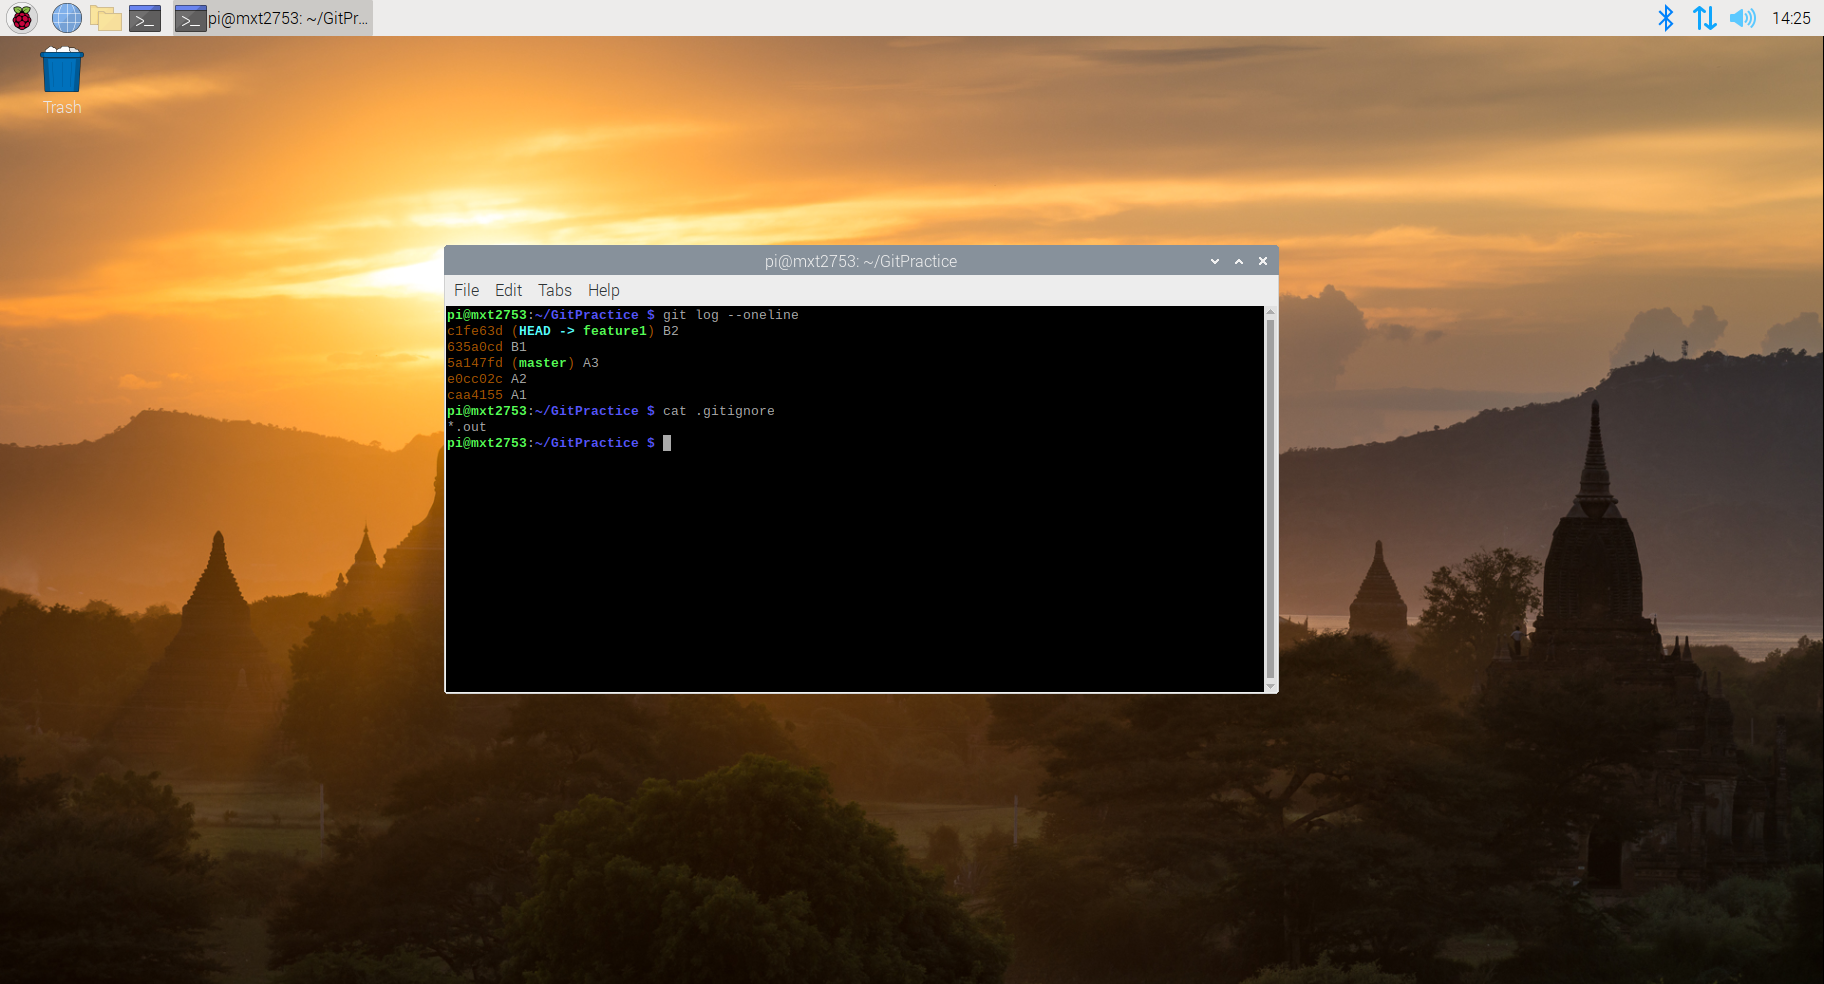 pi@mxt2753: ~/GitPr...
14:25
Trash
pi@mxt2753: ~/GitPractice
File Edit Tabs Help
pi@mxt2753:~/GitPractice $ git log --oneline
c1fe63d (HEAD -> feature1) B2
635a0cd B1
5a147fd (master) A3
e0cc02c A2
caa4155 A1
pi@mxt2753:~/GitPractice $ cat .gitignore
*.out
pi@mxt2753:~/GitPractice $